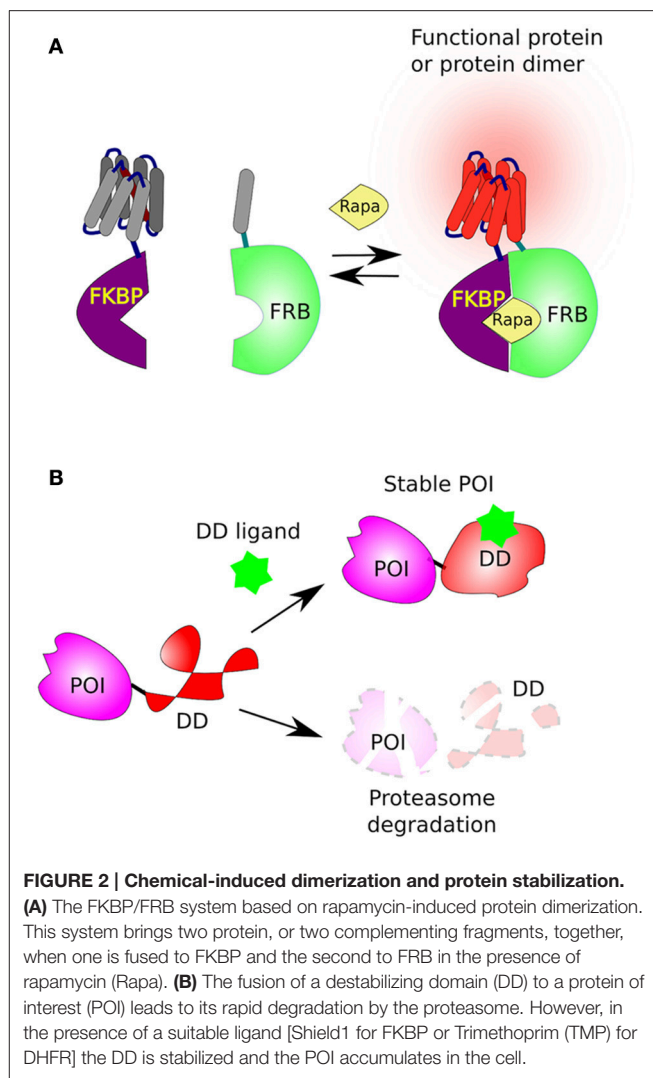 A
Functional protein
or protein dimer
Rapa
FKBP
FRB
FKBP
Rapa
FRB
B
Stable POI
DD ligand
POI
DD
POI
DD
DD
POI
Proteasome
degradation
FIGURE 2 | Chemical-induced dimerization and protein stabilization.
(A) The FKBP/FRB system based on rapamycin-induced protein dimerization.
This system brings two protein, or two complementing fragments, together,
when one is fused to FKBP and the second to FRB in the presence of
rapamycin (Rapa). (B) The fusion of a destabilizing domain (DD) to a protein of
interest (POI) leads to its rapid degradation by the proteasome. However, in
the presence of a suitable ligand [Shield1 for FKBP or Trimethoprim (TMP) for
DHFR] the DD is stabilized and the POI accumulates in the cell.